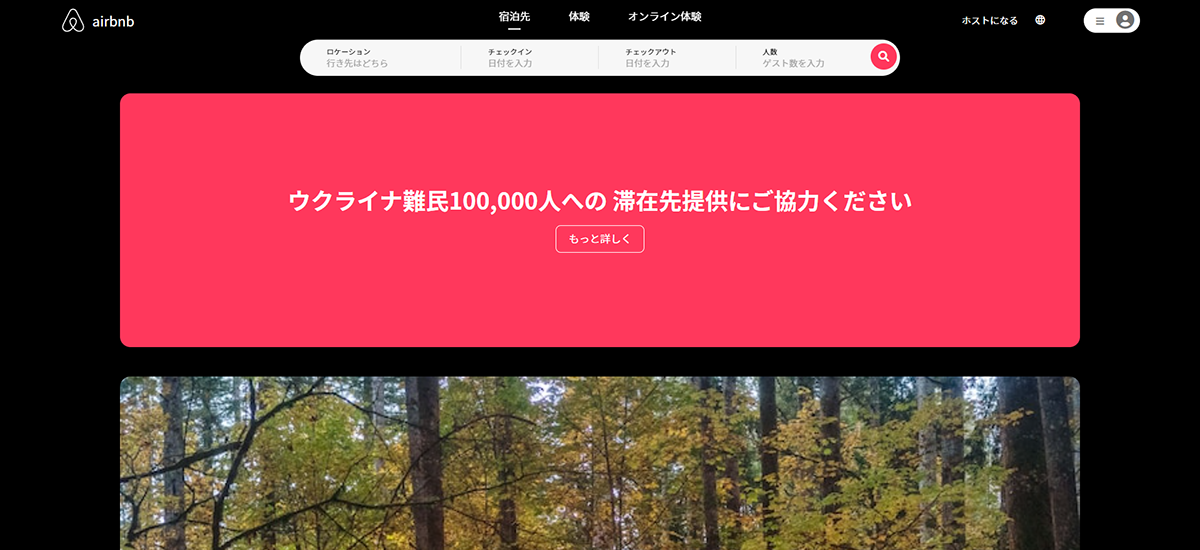 airbnb
宿泊先 体験 オンライン体験
ホストになる
ロケーション
行き先はどちら
チェックイン
日付を入力
チェックアウト
日付を入力
人数
ゲスト数を入力
ウクライナ難民100,000人への 滞在先提供にご協力ください
もっと詳しく